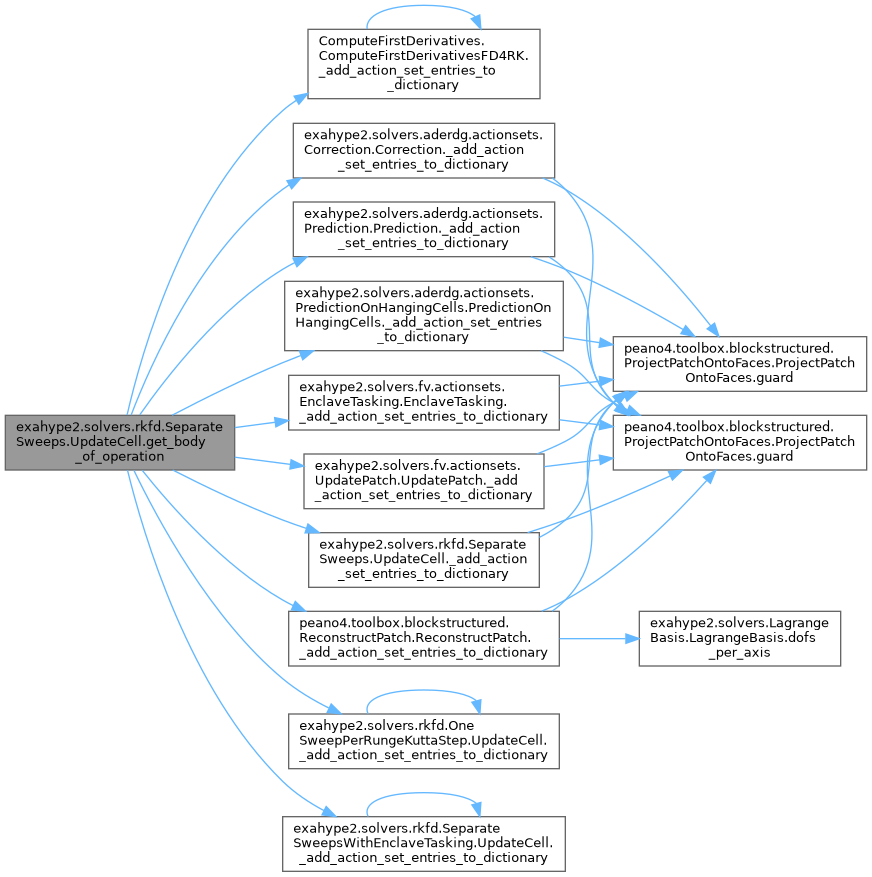 ComputeFirstDerivatives.
ComputeFirstDerivativesFD4RK.
_add_action_set_entries_to
_dictionary
exahype2.solvers.aderdg.actionsets.
Correction.Correction._add_action
_set_entries_to_dictionary
exahype2.solvers.aderdg.actionsets.
Prediction.Prediction._add_action
_set_entries_to_dictionary
exahype2.solvers.aderdg.actionsets.
PredictionOnHangingCells.PredictionOn
HangingCells._add_action_set_entries
_to_dictionary
peano4.toolbox.blockstructured.
ProjectPatchOntoFaces.ProjectPatch
OntoFaces.guard
exahype2.solvers.fv.actionsets.
EnclaveTasking.EnclaveTasking.
_add_action_set_entries_to_dictionary
exahype2.solvers.rkfd.Separate
Sweeps.UpdateCell.get_body
_of_operation
peano4.toolbox.blockstructured.
ProjectPatchOntoFaces.ProjectPatch
OntoFaces.guard
exahype2.solvers.fv.actionsets.
UpdatePatch.UpdatePatch._add
_action_set_entries_to_dictionary
exahype2.solvers.rkfd.Separate
Sweeps.UpdateCell._add_action
_set_entries_to_dictionary
peano4.toolbox.blockstructured.
ReconstructPatch.ReconstructPatch.
_add_action_set_entries_to_dictionary
exahype2.solvers.Lagrange
Basis.LagrangeBasis.dofs
_per_axis
exahype2.solvers.rkfd.One
SweepPerRungeKuttaStep.UpdateCell.
_add_action_set_entries_to_dictionary
exahype2.solvers.rkfd.Separate
SweepsWithEnclaveTasking.UpdateCell.
_add_action_set_entries_to_dictionary